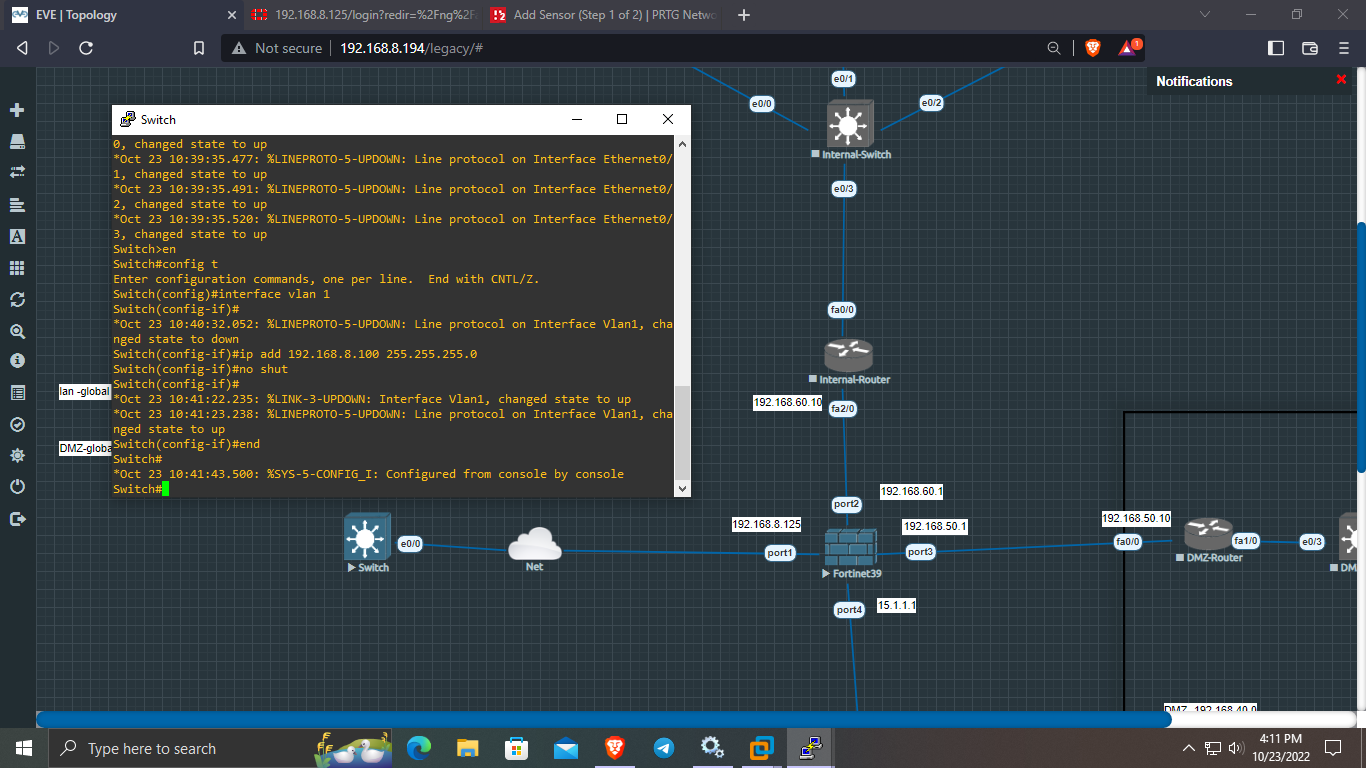 EVE | Topology
192.168.8.125/login?redir=%2Fng%2F
Add Sensor (Step 1 of 2) | PRTG Netwo
Not secure
192.168.8.194/legacy/#
1
Notifications
e0/1
e0/0
e0/2
Internal-Switch
e0/3
fa0/0
Internal-Router
192.168.60.10
fa2/0
Switch
0, changed state to up
*Oct 23 10:39:35.477: %LINEPROTO-5-UPDOWN: Line protocol on Interface Ethernet0/
1, changed state to up
*Oct 23 10:39:35.491: %LINEPROTO-5-UPDOWN: Line protocol on Interface Ethernet0/
2, changed state to up
*Oct 23 10:39:35.520: %LINEPROTO-5-UPDOWN: Line protocol on Interface Ethernet0/
3, changed state to up
Switch>en
Switch#config t
Enter configuration commands, one per line.  End with CNTL/Z.
Switch(config)#interface vlan 1
Switch(config-if)#
*Oct 23 10:40:32.052: %LINEPROTO-5-UPDOWN: Line protocol on Interface Vlan1, cha
nged state to down
Switch(config-if)#ip add 192.168.8.100 255.255.255.0
Switch(config-if)#no shut
Switch(config-if)#
*Oct 23 10:41:22.235: %LINK-3-UPDOWN: Interface Vlan1, changed state to up
*Oct 23 10:41:23.238: %LINEPROTO-5-UPDOWN: Line protocol on Interface Vlan1, cha
nged state to up
Switch(config-if)#end
Switch#
*Oct 23 10:41:43.500: %SYS-5-CONFIG_I: Configured from console by console
Switch#
lan -global
DMZ-globa
192.168.60.1
port2
192.168.8.125
192.168.50.1
192.168.50.10
e0/0
port1
port3
fa0/0
fa1/0
e0/3
Switch
Net
Fortinet39
DMZ-Router
DM
port4
15.1.1.1
DMZ 192.168.40.0
Type here to search
4:11 PM
10/23/2022